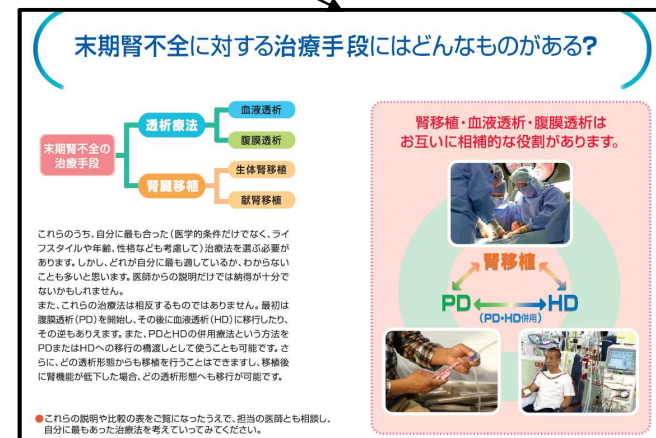 末期腎不全に対する治療手段にはどんなものがある?
末期腎不全の
治療手段
透析療法
血液透析
腹膜透析
腎臓移植
生体腎移植
献腎移植
これらのうち、自分に最も合った(医学的条件だけでなく、ライ
フスタイルや年齢、性格なども考慮して)治療法を選ぶ必要が
あります。しかし、どれが自分に最も適しているか、わからない
ことも多いと思います。医師からの説明だけでは納得が十分で
ないかもしれません。
また、これらの治療法は相反するものではありません。最初は
腹膜透析(PD)を開始し、その後に血液透析(HD)に移行したり、
その逆もありえます。また、PDとHDの併用療法という方法を
PDまたはHDへの移行の橋渡しとして使うことも可能です。さ
らに、どの透析形態からも移植を行うことはできますし、移植後
に腎機能が低下した場合、どの透析形態へも移行が可能です。
●これらの説明や比較の表をご覧になったうえで、担当の医師とも相談し、
自分に最もあった治療法を考えていってみてください。
腎移植・血液透析・腹膜透析は
お互いに相補的な役割があります。
腎移植
PD
HD
(PD・HD併用)